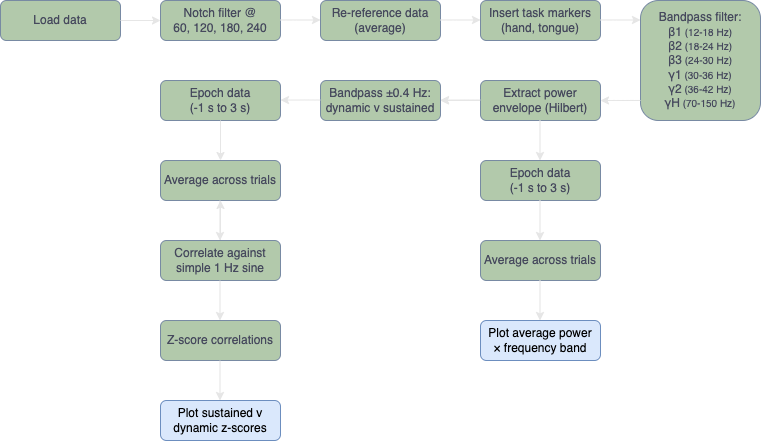 Load data
Notch filter @
60, 120, 180, 240
Re-reference data
(average)
Insert task markers
(hand, tongue)
Bandpass filter:
β1 (12-18 Hz)
β2 (18-24 Hz)
β3 (24-30 Hz)
γ1 (30-36 Hz)
γ2 (36-42 Hz)
γH (70-150 Hz)
Extract power
envelope (Hilbert)
Bandpass ±0.4 Hz:
dynamic v sustained
Epoch data
(-1 s to 3 s)
Average across trials
Correlate against
simple 1 Hz sine
Z-score correlations
Plot sustained v
dynamic z-scores
Epoch data
(-1 s to 3 s)
Average across trials
Plot average power
× frequency band